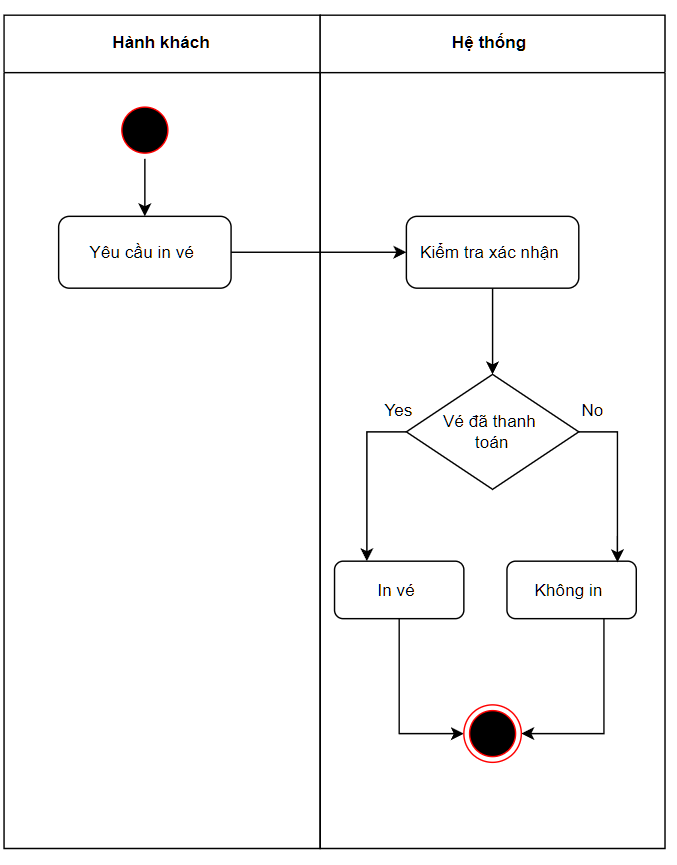 Hành khách
Hệ thống
Yêu cầu in vé
Kiểm tra xác nhận
Yes
No
Vé đã thanh
toán
In vé
Không in